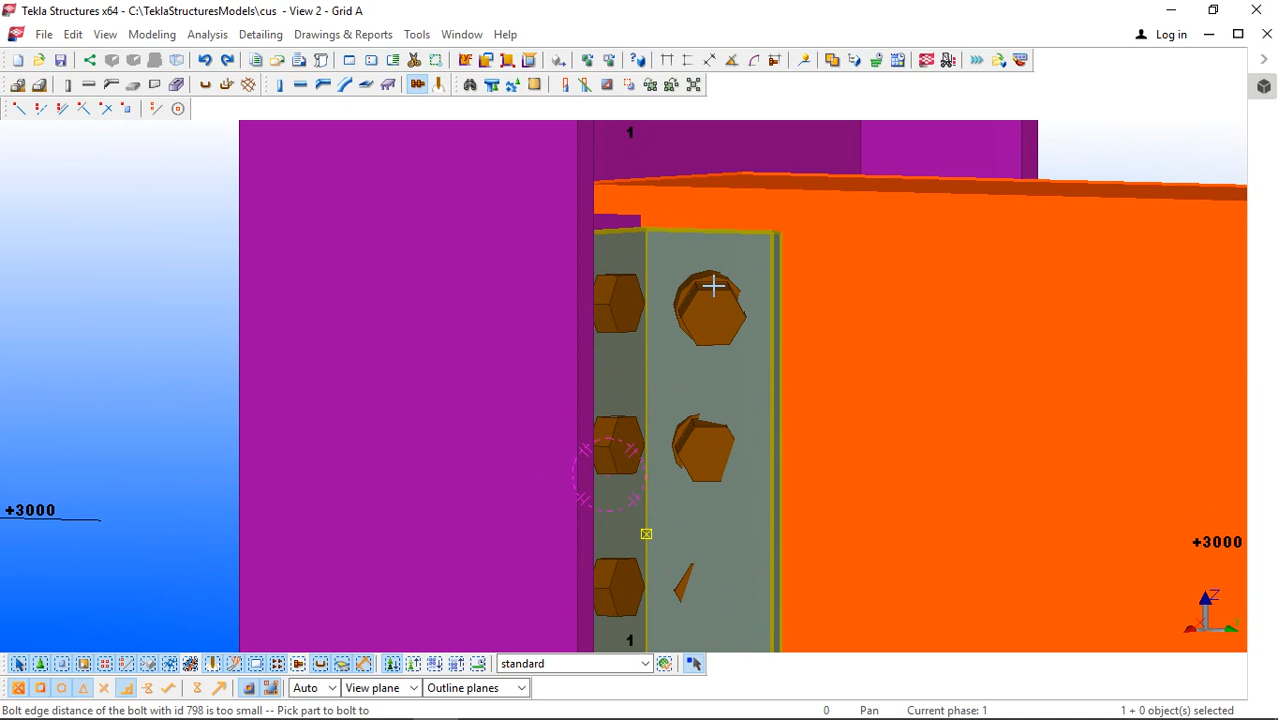 Tekla Structures x64 - C:\TeklaStructuresModels\cus - View 2 - Grid A
File Edit View Modeling Analysis Detailing Drawings & Reports Tools Window Help Log in
1
+3000
+3000
Z
1
standard
Auto View plane Outline planes
Bolt edge distance of the bolt with id 798 is too small -- Pick part to bolt to 0 Pan Current phase: 1 1 + 0 object(s) selected